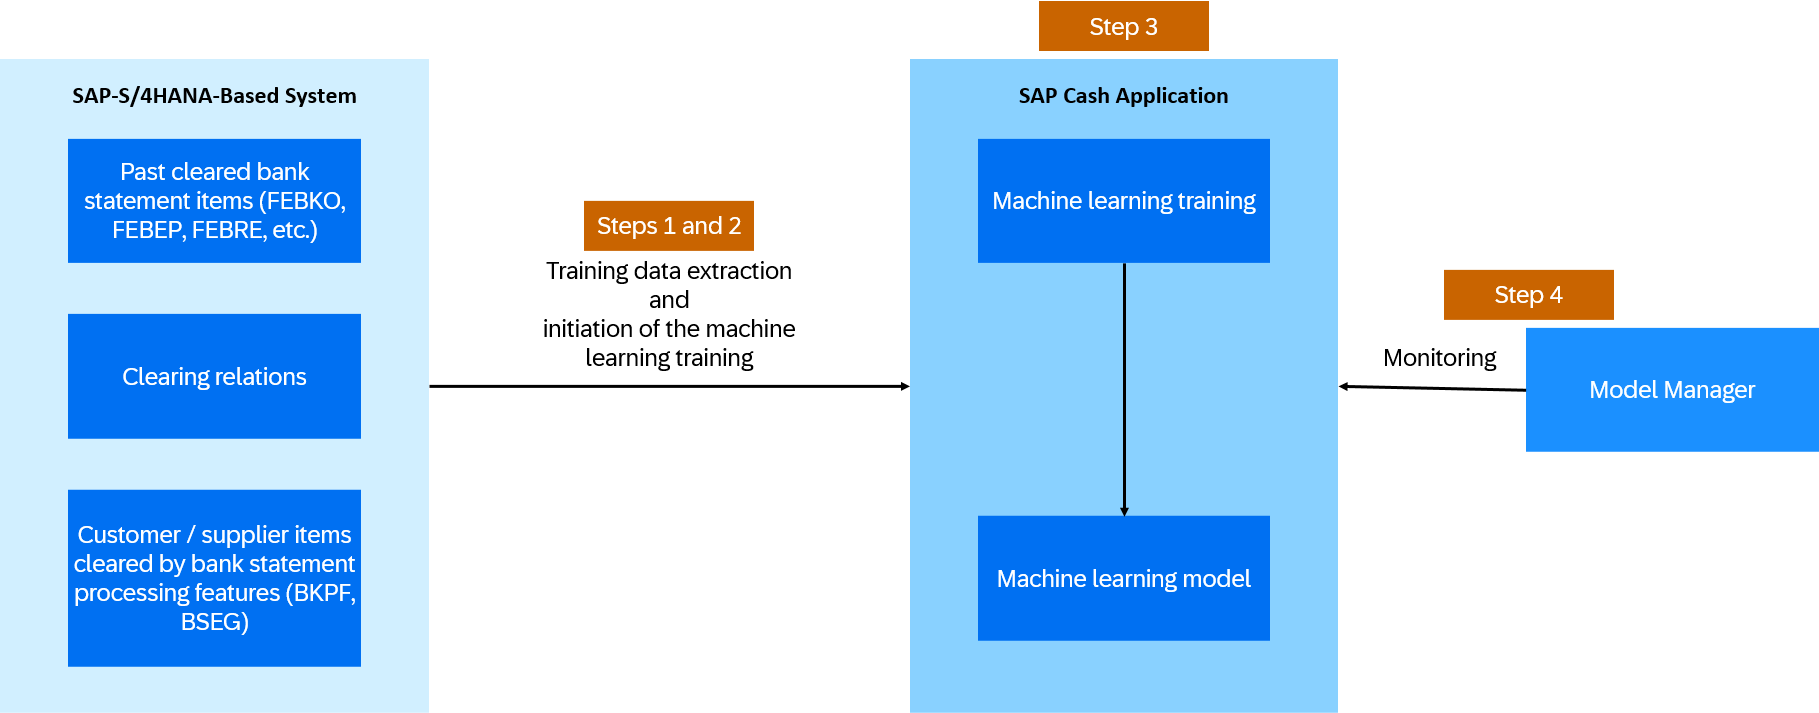 Step 3
SAP-S/4HANA-Based System
Past cleared bank
statement items (FEBKO,
FEBEP, FEBRE, etc.)
Clearing relations
Customer / supplier items
cleared by bank statement
processing features (BKPF,
BSEG)
Steps 1 and 2
Training data extraction
and
initiation of the machine
learning training
SAP Cash Application
Machine learning training
Machine learning model
Step 4
Monitoring
Model Manager